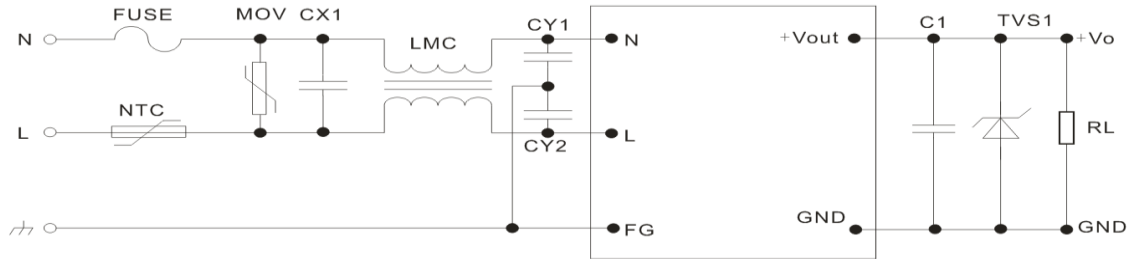 FUSE
MOV
CX1
LMC
CY1
N
N
+Vout
C1
TVS1
+Vo
NTC
L
CY2
L
RL
FG
GND
GND